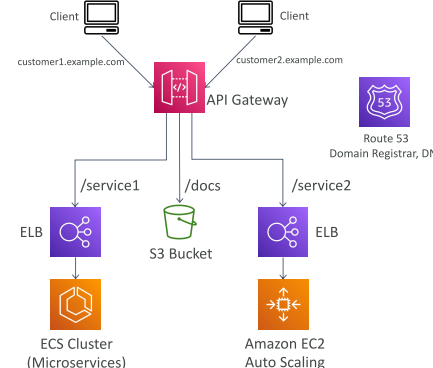 Client
Client
customer1.example.com
customer2.example.com
API Gateway
53
Route 53
Domain Registrar, DN
/service1
/docs
/service2
ELB
ELB
S3 Bucket
ECS Cluster
(Microservices)
Amazon EC2
Auto Scaling